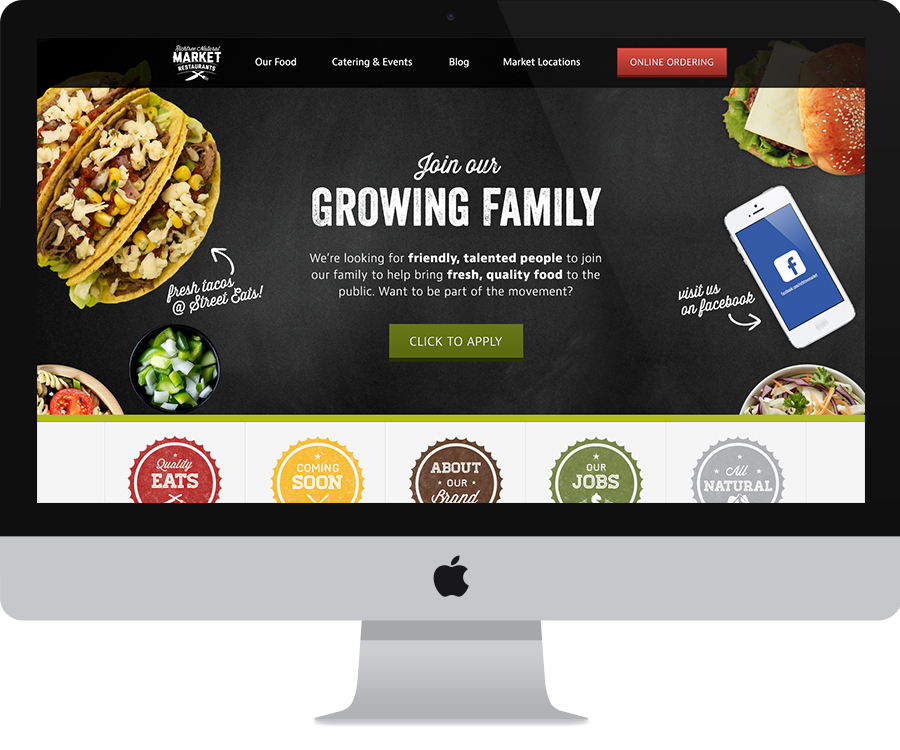 Richtree Natural
MARKET
RESTAURANTS
Our Food
Catering & Events
Blog
Market Locations
ONLINE ORDERING
Join our
GROWING FAMILY
We're looking for friendly, talented people to join
our family to help bring fresh, quality food to the
public. Want to be part of the movement?
CLICK TO APPLY
fresh tacos
@ Street Eats!
visit us
on facebook
f
Quality
EATS
COMING
SOON
ABOUT
OUR
Brand
OUR
JOBS
$
All
NATURAL